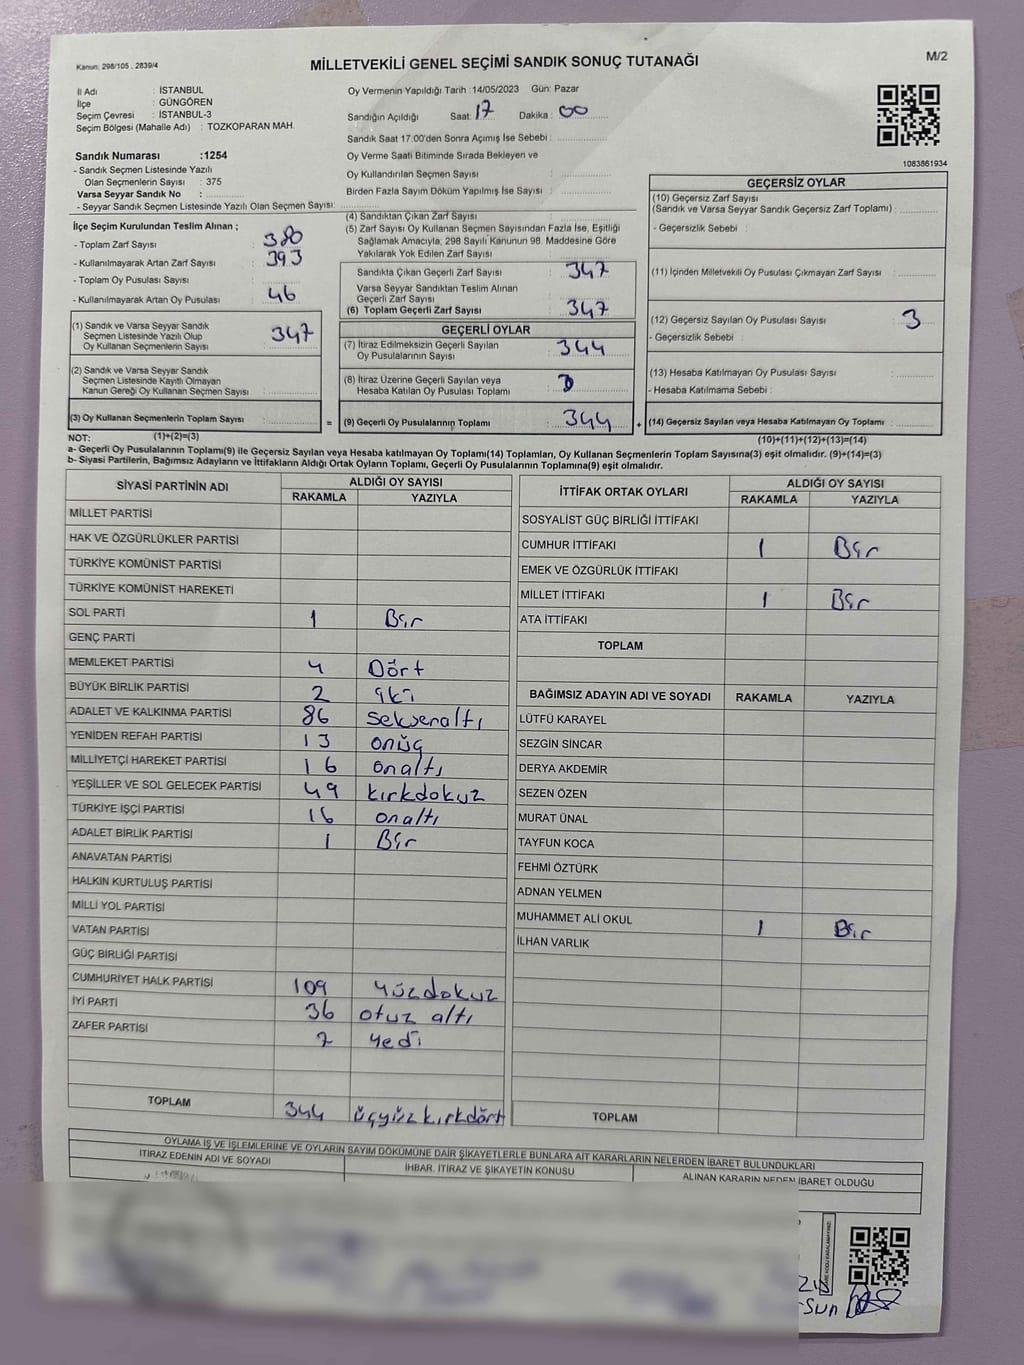 Kanun: 298/105 , 2839/4
MİLLETVEKİLİ GENEL SEÇİMİ SANDIK SONUÇ TUTANAĞI
M/2
İl Adı : İSTANBUL
İlçe : GÜNGÖREN
Seçim Çevresi : İSTANBUL-3
Seçim Bölgesi (Mahalle Adı) : TOZKOPARAN MAH.
Oy Vermenin Yapıldığı Tarih :14/05/2023 Gün: Pazar
Sandığın Açıldığı Saat: 17 Dakika : 00
Sandık Saat 17.00'den Sonra Açımış İse Sebebi :
Oy Verme Saati Bitiminde Sırada Bekleyen ve
Oy Kullandırılan Seçmen Sayısı :
Birden Fazla Sayım Döküm Yapılmış İse Sayısı :
1083861934
Sandık Numarası :1254
- Sandık Seçmen Listesinde Yazılı
Olan Seçmenlerin Sayısı : 375
Varsa Seyyar Sandık No :
- Seyyar Sandık Seçmen Listesinde Yazılı Olan Seçmen Sayısı:
İlçe Seçim Kurulundan Teslim Alınan ;
- Toplam Zarf Sayısı : 380
- Kullanılmayarak Artan Zarf Sayısı : 393
- Toplam Oy Pusulası Sayısı :
- Kullanılmayarak Artan Oy Pusulası : 46
(1) Sandık ve Varsa Seyyar Sandık
Seçmen Listesinde Yazılı Olup
Oy Kullanan Seçmenlerin Sayısı : 347
(2) Sandık ve Varsa Seyyar Sandık
Seçmen Listesinde Kayıtlı Olmayan
Kanun Gereği Oy Kullanan Seçmen Sayısı :
(3) Oy Kullanan Seçmenlerin Toplam Sayısı :
(4) Sandıktan Çıkan Zarf Sayısı :
(5) Zarf Sayısı Oy Kullanan Seçmen Sayısından Fazla İse, Eşitliği
Sağlamak Amacıyla; 298 Sayılı Kanunun 98. Maddesine Göre
Yakılarak Yok Edilen Zarf Sayısı :
Sandıkta Çıkan Geçerli Zarf Sayısı : 347
Varsa Seyyar Sandıktan Teslim Alınan
Geçerli Zarf Sayısı :
(6) Toplam Geçerli Zarf Sayısı : 347
GEÇERLİ OYLAR
(7) İtiraz Edilmeksizin Geçerli Sayılan
Oy Pusulalarının Sayısı : 344
(8) İtiraz Üzerine Geçerli Sayılan veya
Hesaba Katılan Oy Pusulası Toplamı :
= (9) Geçerli Oy Pusulalarının Toplamı : 344 +
GEÇERSİZ OYLAR
(10) Geçersiz Zarf Sayısı
(Sandık ve Varsa Seyyar Sandık Geçersiz Zarf Toplamı) :
- Geçersizlik Sebebi :
(11) İçinden Milletvekili Oy Pusulası Çıkmayan Zarf Sayısı :
(12) Geçersiz Sayılan Oy Pusulası Sayısı : 3
- Geçersizlik Sebebi :
(13) Hesaba Katılmayan Oy Pusulası Sayısı :
- Hesaba Katılmama Sebebi :
(14) Geçersiz Sayılan veya Hesaba Katılmayan Oy Toplamı :
NOT: (1)+(2)=(3)
(10)+(11)+(12)+(13)=(14)
a- Geçerli Oy Pusulalarının Toplamı(9) ile Geçersiz Sayılan veya Hesaba katılmayan Oy Toplamı(14) Toplamları, Oy Kullanan Seçmenlerin Toplam Sayısına(3) eşit olmalıdır. (9)+(14)=(3)
b- Siyasi Partilerin, Bağımsız Adayların ve İttifakların Aldığı Ortak Oyların Toplamı, Geçerli Oy Pusulalarının Toplamına(9) eşit olmalıdır.
SİYASİ PARTİNİN ADI ALDIĞI OY SAYISI
RAKAMLA YAZIYLA
MİLLET PARTİSİ
HAK VE ÖZGÜRLÜKLER PARTİSİ
TÜRKİYE KOMÜNİST PARTİSİ
TÜRKİYE KOMÜNİST HAREKETİ
SOL PARTİ 1 Bir
GENÇ PARTİ
MEMLEKET PARTİSİ 4 Dört
BÜYÜK BİRLİK PARTİSİ 2 iki
ADALET VE KALKINMA PARTİSİ 86 seksenaltı
YENİDEN REFAH PARTİSİ 13 onüç
MİLLİYETÇİ HAREKET PARTİSİ 16 onaltı
YEŞİLLER VE SOL GELECEK PARTİSİ 49 kırkdokuz
TÜRKİYE İŞÇİ PARTİSİ 16 onaltı
ADALET BİRLİK PARTİSİ 1 Bir
ANAVATAN PARTİSİ
HALKIN KURTULUŞ PARTİSİ
MİLLİ YOL PARTİSİ
VATAN PARTİSİ
GÜÇ BİRLİĞİ PARTİSİ
CUMHURİYET HALK PARTİSİ 109 Yüzdokuz
İYİ PARTİ 36 otuz altı
ZAFER PARTİSİ 7 Yedi
TOPLAM 344 üçyüzkırkdört
İTTİFAK ORTAK OYLARI ALDIĞI OY SAYISI
RAKAMLA YAZIYLA
SOSYALİST GÜÇ BİRLİĞİ İTTİFAKI
CUMHUR İTTİFAKI 1 Bir
EMEK VE ÖZGÜRLÜK İTTİFAKI
MİLLET İTTİFAKI 1 Bir
ATA İTTİFAKI
TOPLAM
BAĞIMSIZ ADAYIN ADI VE SOYADI RAKAMLA YAZIYLA
LÜTFÜ KARAYEL
SEZGİN SİNCAR
DERYA AKDEMİR
SEZEN ÖZEN
MURAT ÜNAL
TAYFUN KOCA
FEHMİ ÖZTÜRK
ADNAN YELMEN
MUHAMMET ALİ OKUL 1 Bir
İLHAN VARLIK
TOPLAM
OYLAMA İŞ VE İŞLEMLERİNE VE OYLARIN SAYIM DÖKÜMÜNE DAİR ŞİKAYETLERLE BUNLARA AİT KARARLARIN NELERDEN İBARET BULUNDUKLARI
İTİRAZ EDENİN ADI VE SOYADI İHBAR, İTİRAZ VE ŞİKAYETİN KONUSU ALINAN KARARIN NEDEN İBARET OLDUĞU